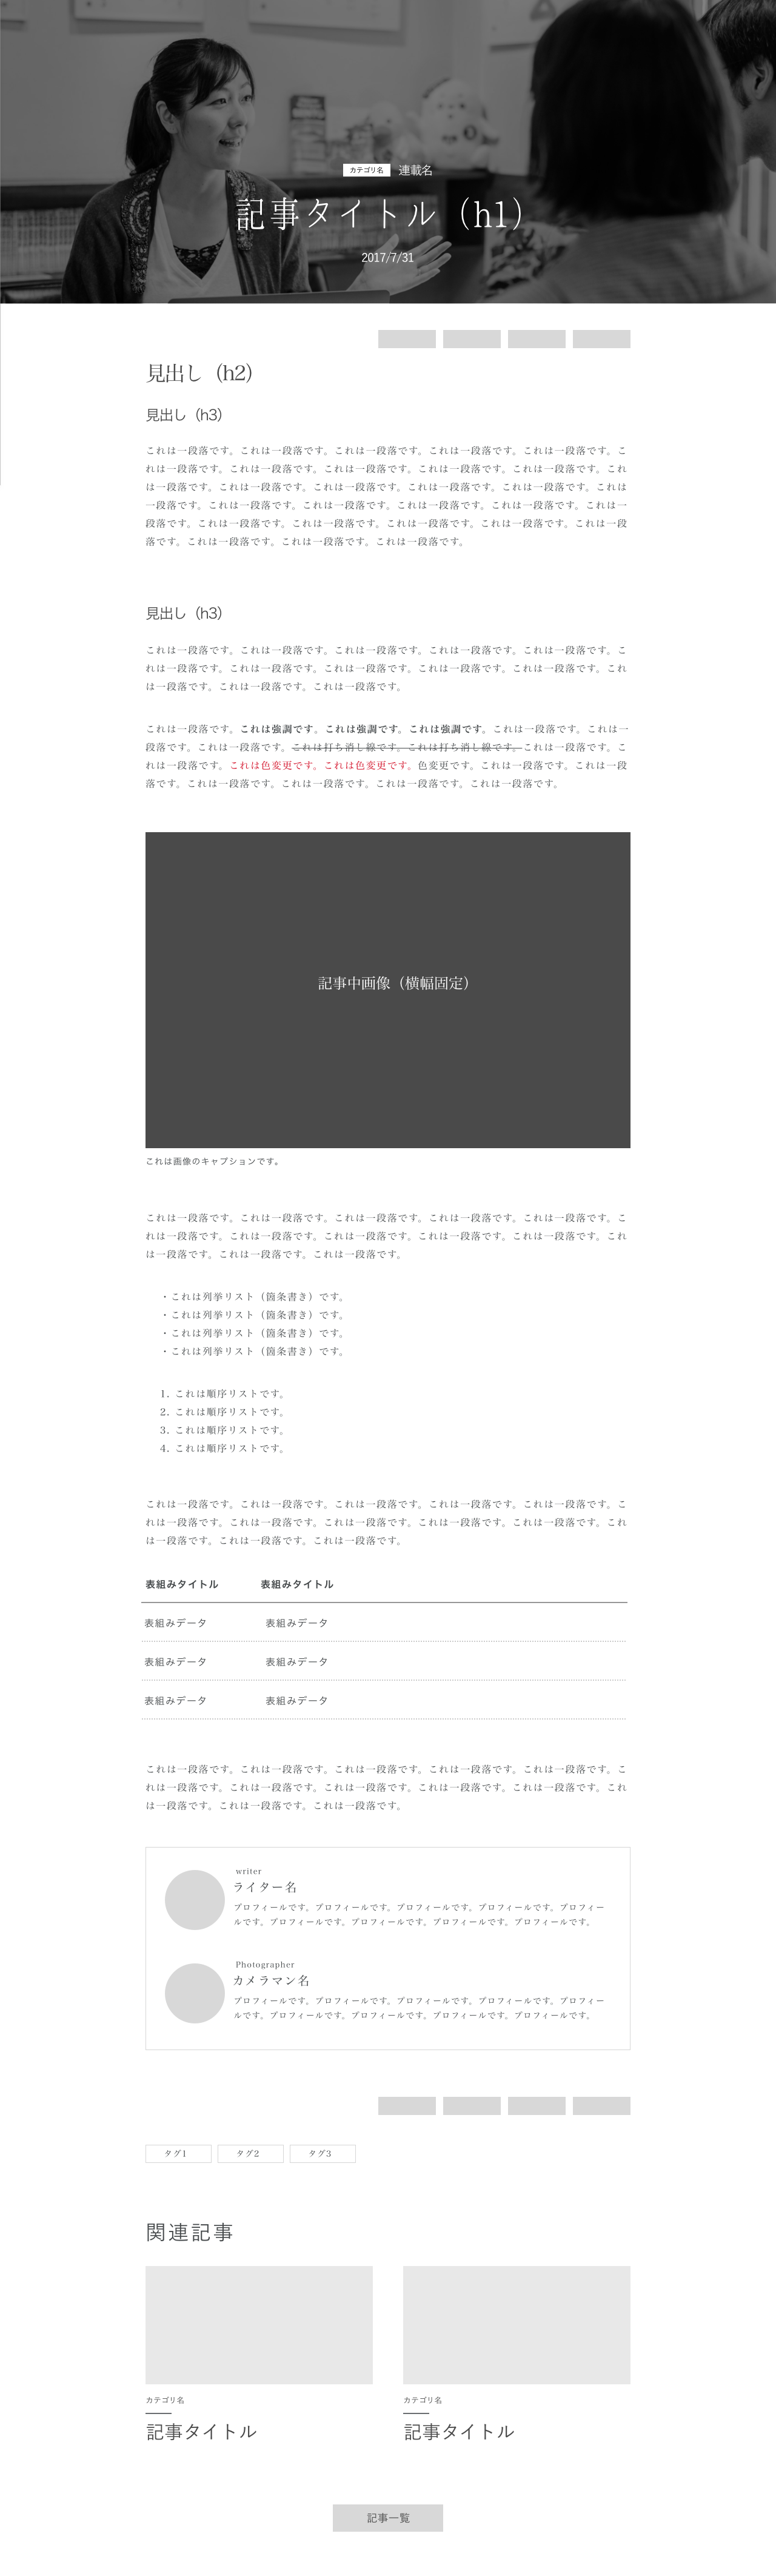 カテゴリ名 連載名
記事タイトル（h1）
2017/7/31
見出し（h2）
見出し（h3）
これは一段落です。これは一段落です。これは一段落です。これは一段落です。これは一段落です。こ
れは一段落です。これは一段落です。これは一段落です。これは一段落です。これは一段落です。これ
は一段落です。これは一段落です。これは一段落です。これは一段落です。これは一段落です。これは
一段落です。これは一段落です。これは一段落です。これは一段落です。これは一段落です。これは一
段落です。これは一段落です。これは一段落です。これは一段落です。これは一段落です。これは一段
落です。これは一段落です。これは一段落です。これは一段落です。
見出し（h3）
これは一段落です。これは一段落です。これは一段落です。これは一段落です。これは一段落です。こ
れは一段落です。これは一段落です。これは一段落です。これは一段落です。これは一段落です。これ
は一段落です。これは一段落です。これは一段落です。
これは一段落です。これは強調です。これは強調です。これは強調です。これは一段落です。これは一
段落です。これは一段落です。これは打ち消し線です。これは打ち消し線です。これは一段落です。こ
れは一段落です。これは色変更です。これは色変更です。色変更です。これは一段落です。これは一段
落です。これは一段落です。これは一段落です。これは一段落です。これは一段落です。
記事中画像（横幅固定）
これは画像のキャプションです。
これは一段落です。これは一段落です。これは一段落です。これは一段落です。これは一段落です。こ
れは一段落です。これは一段落です。これは一段落です。これは一段落です。これは一段落です。これ
は一段落です。これは一段落です。これは一段落です。
・これは列挙リスト（箇条書き）です。
・これは列挙リスト（箇条書き）です。
・これは列挙リスト（箇条書き）です。
・これは列挙リスト（箇条書き）です。
1. これは順序リストです。
2. これは順序リストです。
3. これは順序リストです。
4. これは順序リストです。
これは一段落です。これは一段落です。これは一段落です。これは一段落です。これは一段落です。こ
れは一段落です。これは一段落です。これは一段落です。これは一段落です。これは一段落です。これ
は一段落です。これは一段落です。これは一段落です。
表組みタイトル 表組みタイトル
表組みデータ 表組みデータ
表組みデータ 表組みデータ
表組みデータ 表組みデータ
これは一段落です。これは一段落です。これは一段落です。これは一段落です。これは一段落です。こ
れは一段落です。これは一段落です。これは一段落です。これは一段落です。これは一段落です。これ
は一段落です。これは一段落です。これは一段落です。
writer
ライター名
プロフィールです。プロフィールです。プロフィールです。プロフィールです。プロフィー
ルです。プロフィールです。プロフィールです。プロフィールです。プロフィールです。
Photographer
カメラマン名
プロフィールです。プロフィールです。プロフィールです。プロフィールです。プロフィー
ルです。プロフィールです。プロフィールです。プロフィールです。プロフィールです。
タグ1 タグ2 タグ3
関連記事
カテゴリ名 カテゴリ名
記事タイトル 記事タイトル
記事一覧